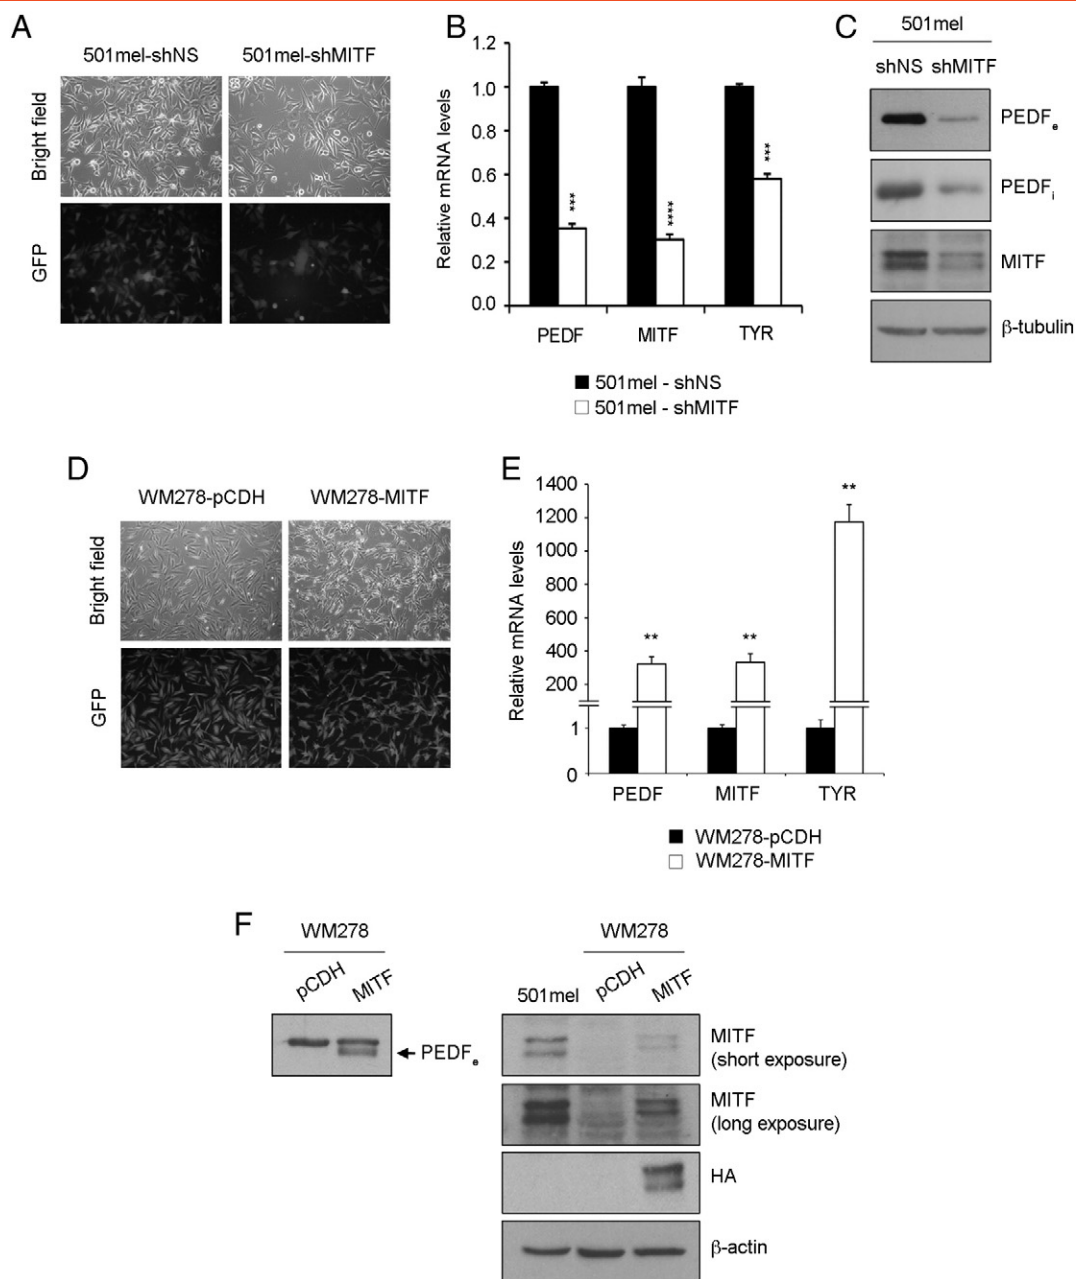 A
501mel-shNS 501mel-shMITF
Bright field
GFP
B
Relative mRNA levels
1.2
1.0
0.8
0.6
0.4
0.2
0.0
*** **** ***
PEDF MITF TYR
501mel - shNS
501mel - shMITF
C
501mel
shNS shMITF
PEDFe
PEDFi
MITF
β-tubulin
D
WM278-pCDH WM278-MITF
Bright field
GFP
E
Relative mRNA levels
1400
1200
1000
800
600
400
200
1
0
** ** **
PEDF MITF TYR
WM278-pCDH
WM278-MITF
F
WM278
pCDH MITF
PEDFe
WM278
501mel pCDH MITF
MITF
(short exposure)
MITF
(long exposure)
HA
β-actin